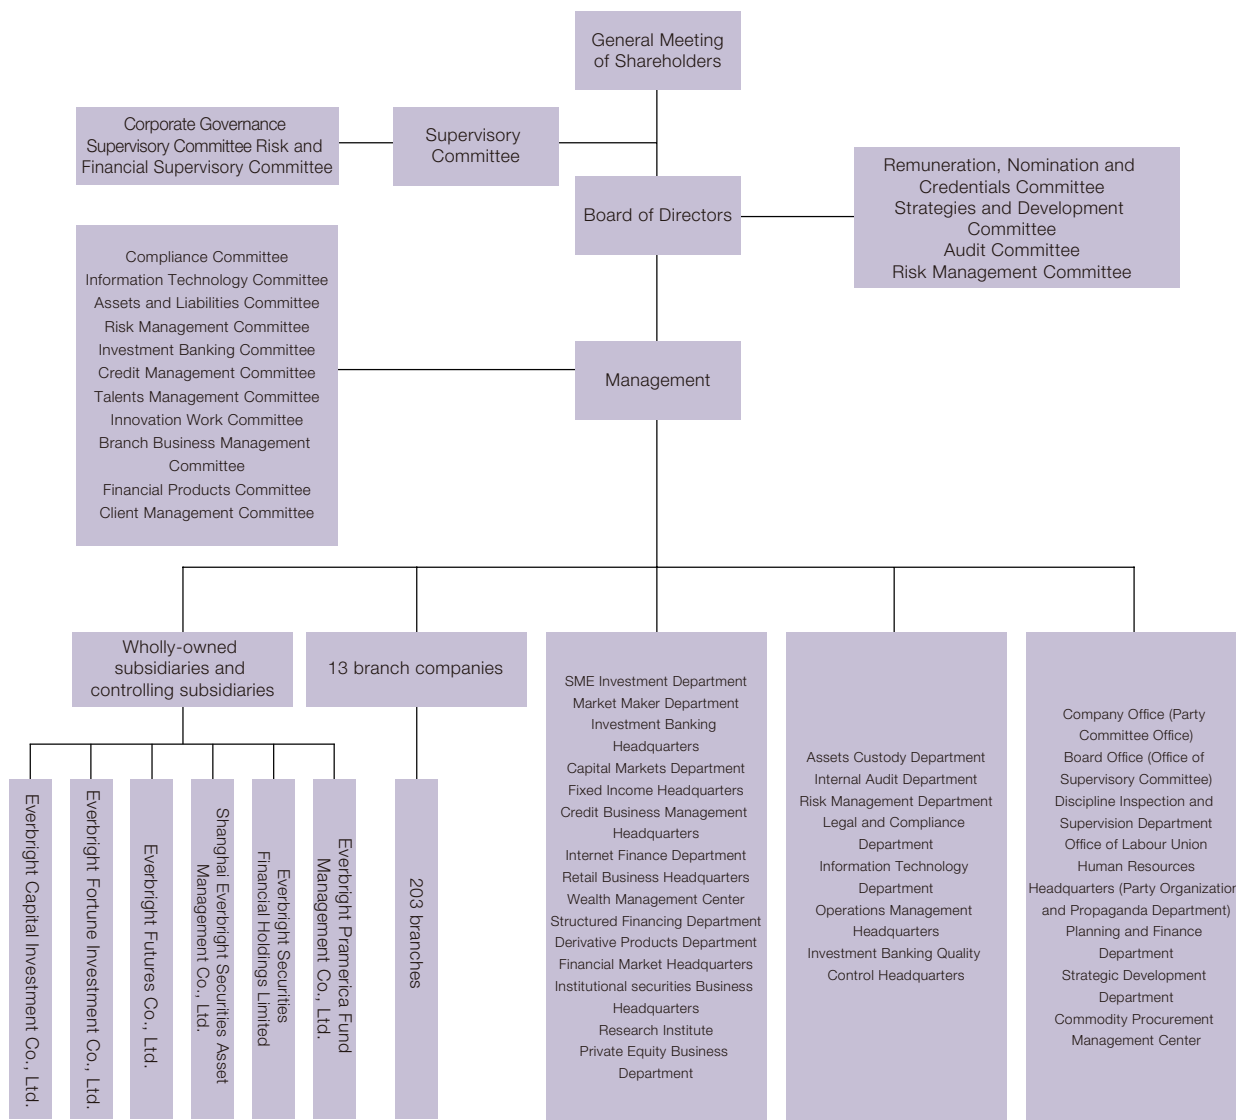 General Meeting
of Shareholders
Corporate Governance
Supervisory Committee Risk and
Financial Supervisory Committee
Supervisory
Committee
Board of Directors
Remuneration, Nomination and
Credentials Committee
Strategies and Development
Committee
Audit Committee
Risk Management Committee
Compliance Committee
Information Technology Committee
Assets and Liabilities Committee
Risk Management Committee
Investment Banking Committee
Credit Management Committee
Talents Management Committee
Innovation Work Committee
Branch Business Management
Committee
Financial Products Committee
Client Management Committee
Management
Wholly-owned
subsidiaries and
controlling subsidiaries
13 branch companies
Everbright Capital Investment Co., Ltd.
Everbright Fortune Investment Co., Ltd.
Everbright Futures Co., Ltd.
Shanghai Everbright Securities Asset
Management Co., Ltd.
Everbright Securities
Financial Holdings Limited
Everbright Pramerica Fund
Management Co., Ltd.
203 branches
SME Investment Department
Market Maker Department
Investment Banking
Headquarters
Capital Markets Department
Fixed Income Headquarters
Credit Business Management
Headquarters
Internet Finance Department
Retail Business Headquarters
Wealth Management Center
Structured Financing Department
Derivative Products Department
Financial Market Headquarters
Institutional securities Business
Headquarters
Research Institute
Private Equity Business
Department
Assets Custody Department
Internal Audit Department
Risk Management Department
Legal and Compliance
Department
Information Technology
Department
Operations Management
Headquarters
Investment Banking Quality
Control Headquarters
Company Office (Party
Committee Office)
Board Office (Office of
Supervisory Committee)
Discipline Inspection and
Supervision Department
Office of Labour Union
Human Resources
Headquarters (Party Organization
and Propaganda Department)
Planning and Finance
Department
Strategic Development
Department
Commodity Procurement
Management Center